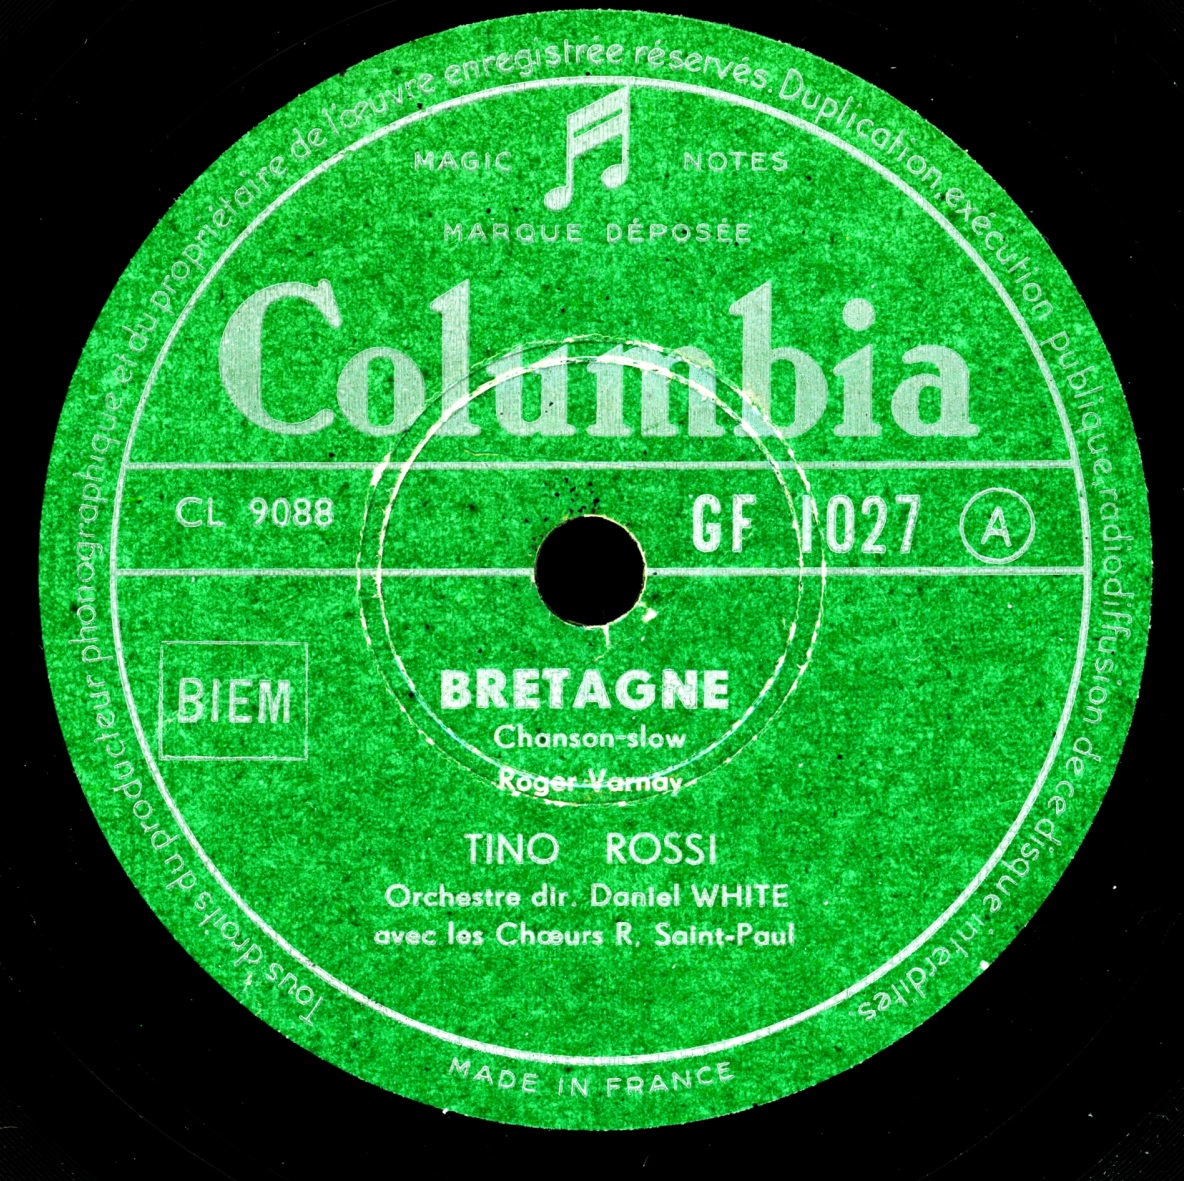 Tous droits du producteur phonographique et du propriétaire de l'œuvre enregistrée réservés. Duplication, exécution publique, radiodiffusion de ce disque interdites.
MAGIC NOTES
MARQUE DÉPOSÉE
Columbia
CL 9088 GF 1027 A
BIEM
BRETAGNE
Chanson-slow
Roger Varnay
TINO ROSSI
Orchestre dir. Daniel WHITE
avec les Chœurs R. Saint-Paul
MADE IN FRANCE